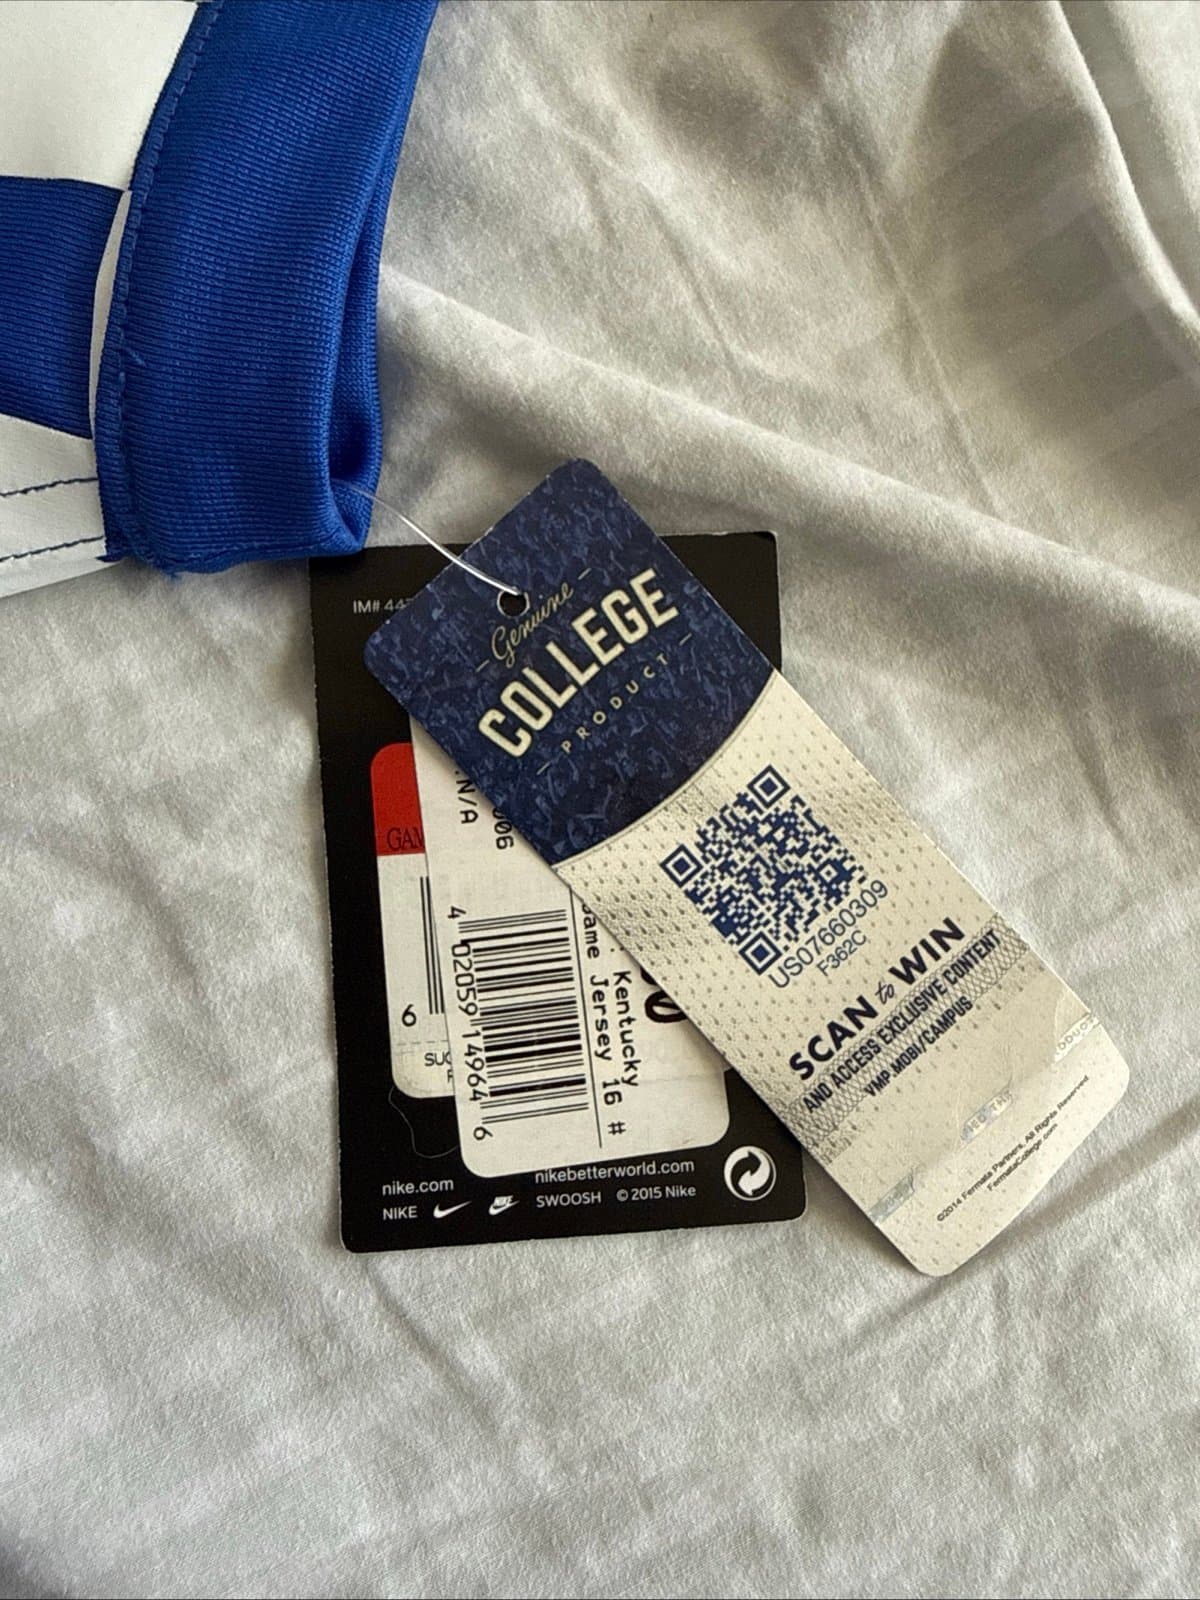 Genuine
COLLEGE
PRODUCT
US07660309
F362C
SCAN to WIN
AND ACCESS EXCLUSIVE CONTENT
VMP.MOBI/CAMPUS
©2014 Fermata Partners, All Rights Reserved
FermataCollege.com
IM#
N/A
Kentucky
Jersey 16 #
4 02059 14964 6
6
nike.com
nikebetterworld.com
NIKE
NIKE
SWOOSH © 2015 Nike